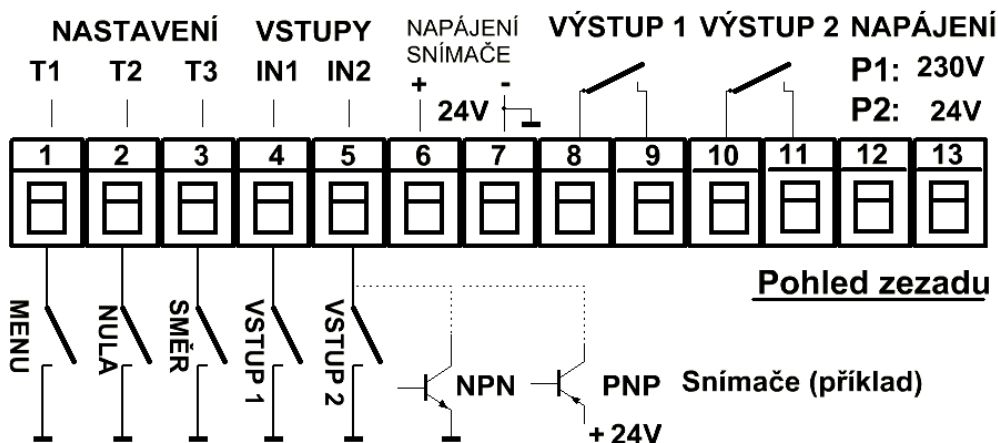 NASTAVENÍ VSTUPY NAPÁJENÍ SNÍMAČE VÝSTUP 1 VÝSTUP 2 NAPÁJENÍ
T1 T2 T3 IN1 IN2 + 24V - P1: 230V
P2: 24V
1 2 3 4 5 6 7 8 9 10 11 12 13
Pohled zezadu
MENU
NULA
SMĚR
VSTUP 1
VSTUP 2
NPN
PNP
Snímače (příklad)
+ 24V